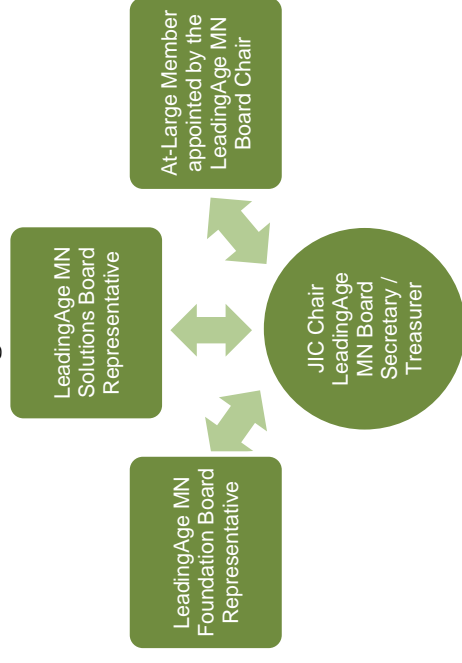 LeadingAge MN
Foundation Board
Representative
LeadingAge MN
Solutions Board
Representative
At-Large Member
appointed by the
LeadingAge MN
Board Chair
JIC Chair
LeadingAge
MN Board
Secretary /
Treasurer